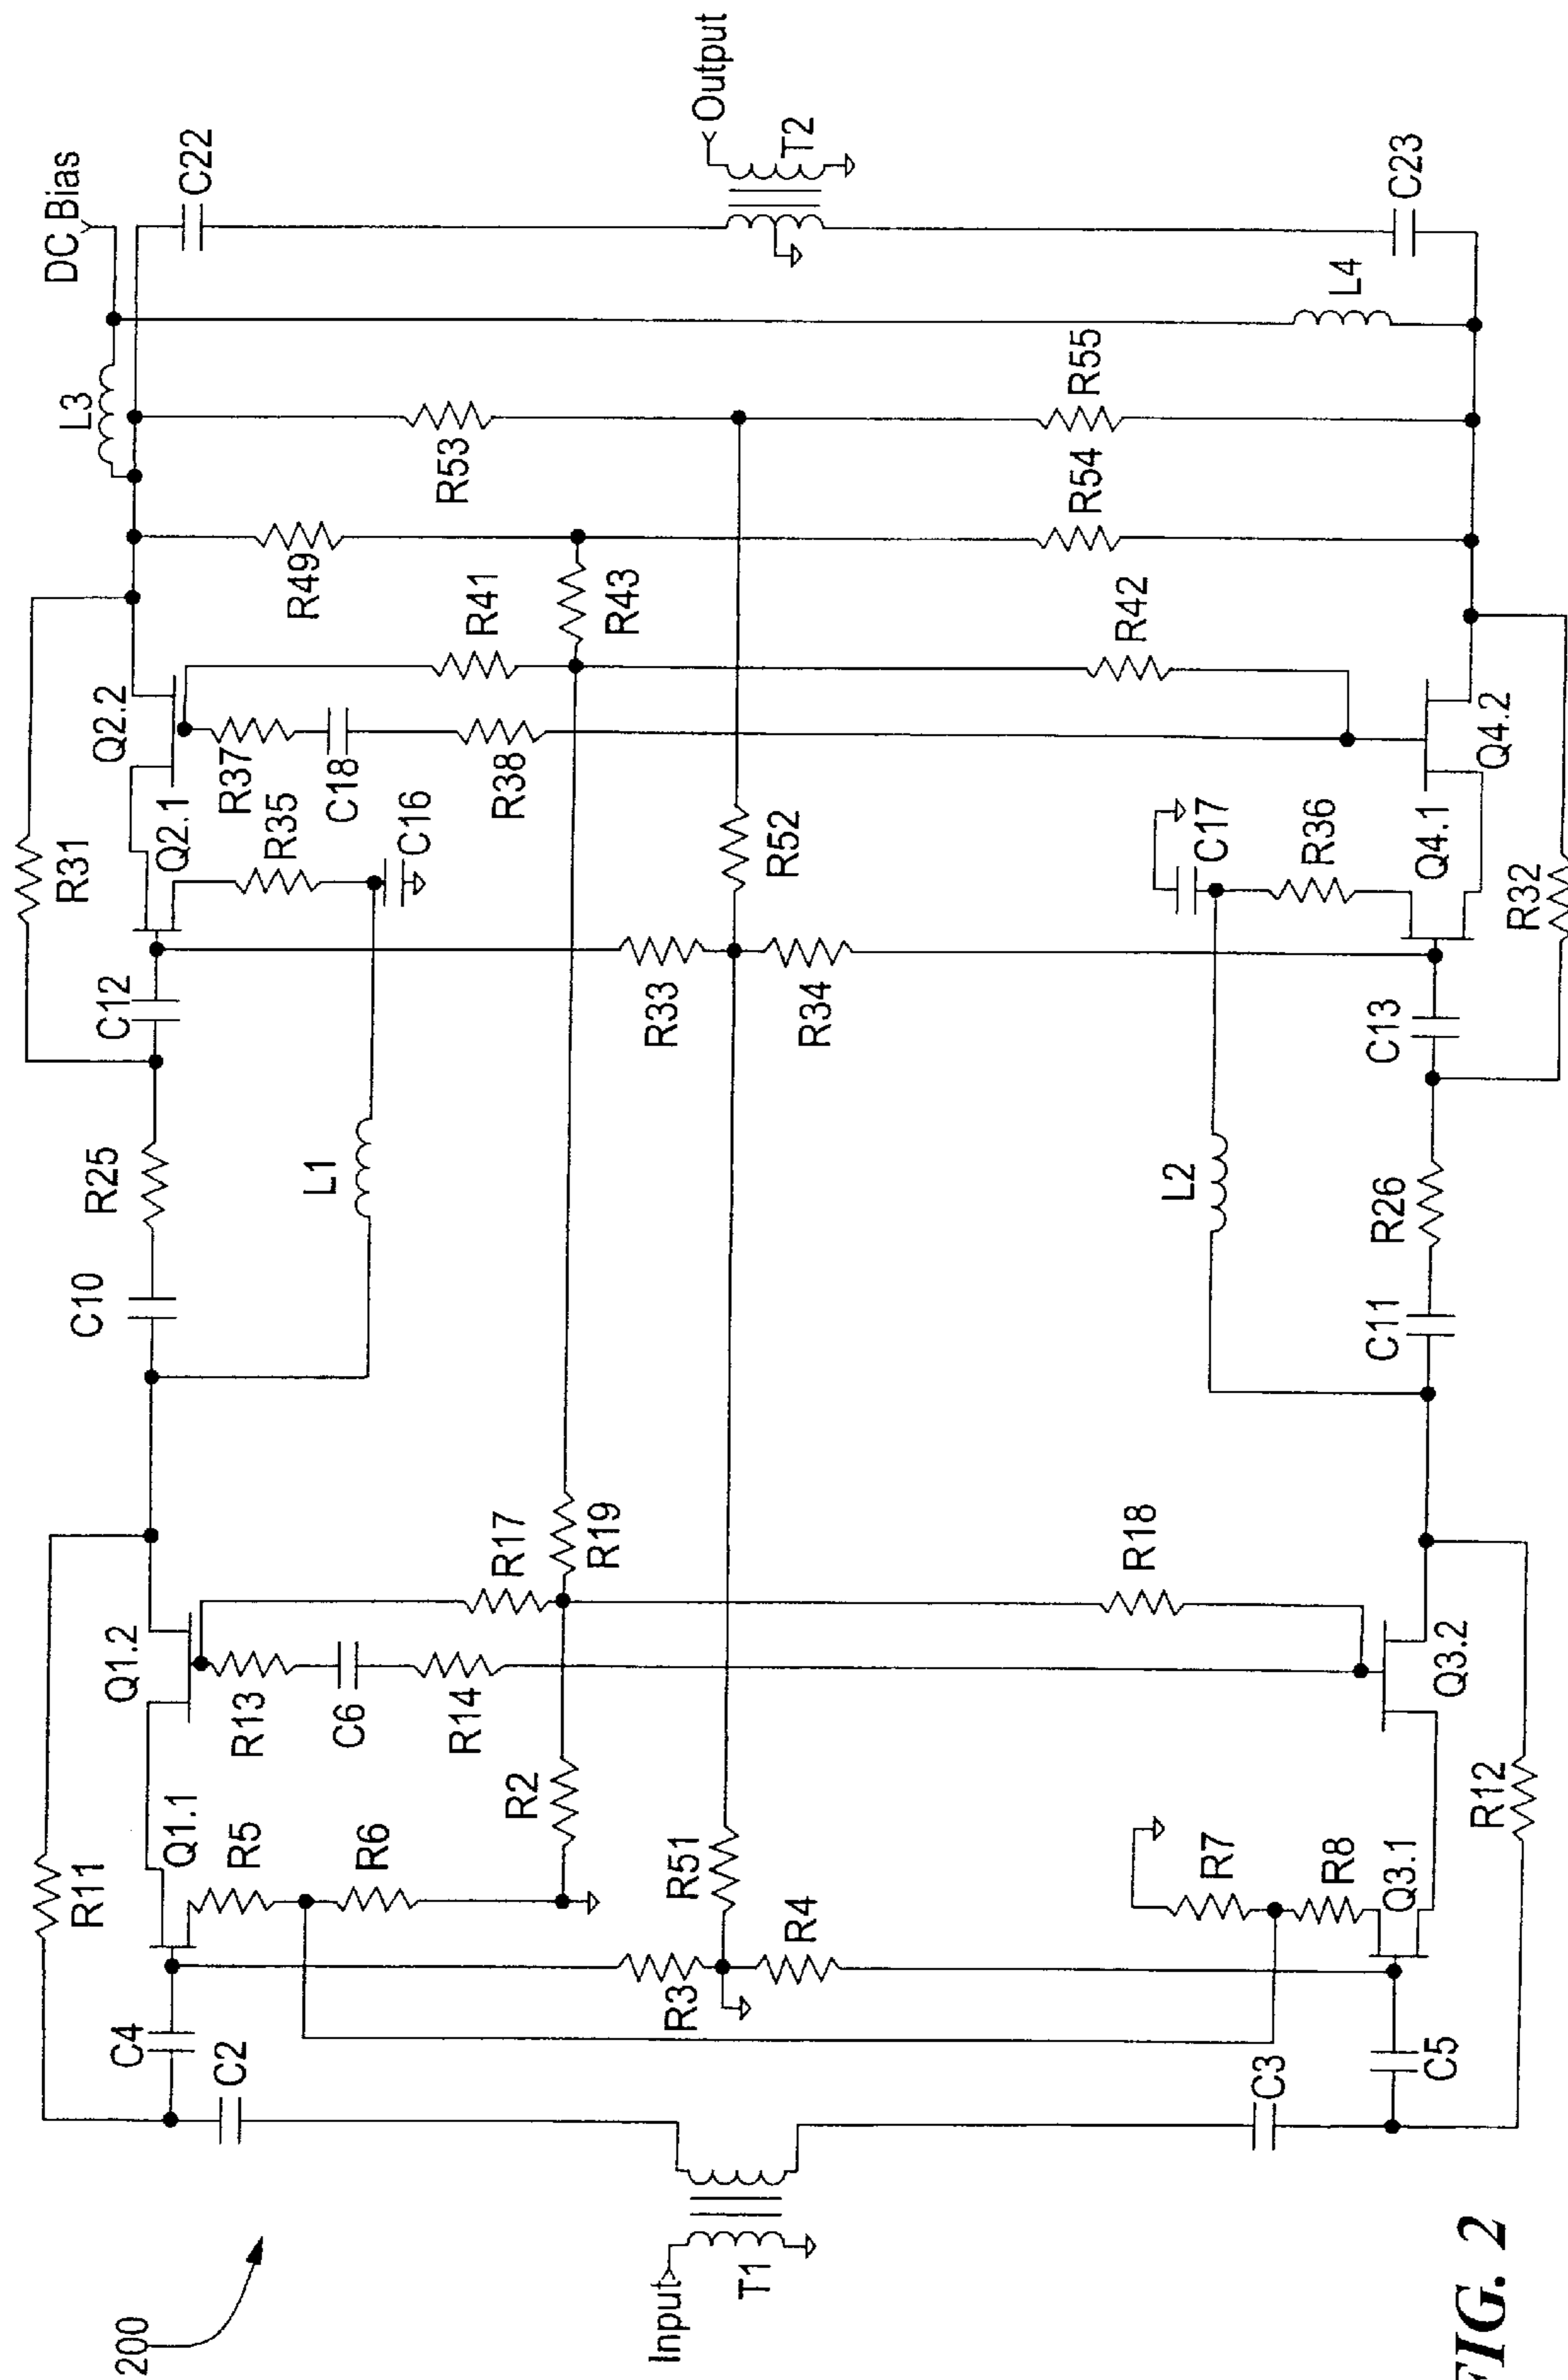 200
Input
T1
C2
C3
C4
C5
R11
R12
Q1.1
Q3.1
R5
R6
R7
R8
R3
R4
R51
R2
Q1.2
Q3.2
R13
C6
R14
R17
R18
R19
C10
C11
R25
R26
L1
L2
C12
C13
R31
R32
R33
R34
R52
Q2.1
Q4.1
R35
R36
C16
C17
Q2.2
Q4.2
R37
C18
R38
R41
R42
R43
R49
R54
R53
R55
L3
L4
DC Bias
C22
C23
T2
Output
FIG. 2